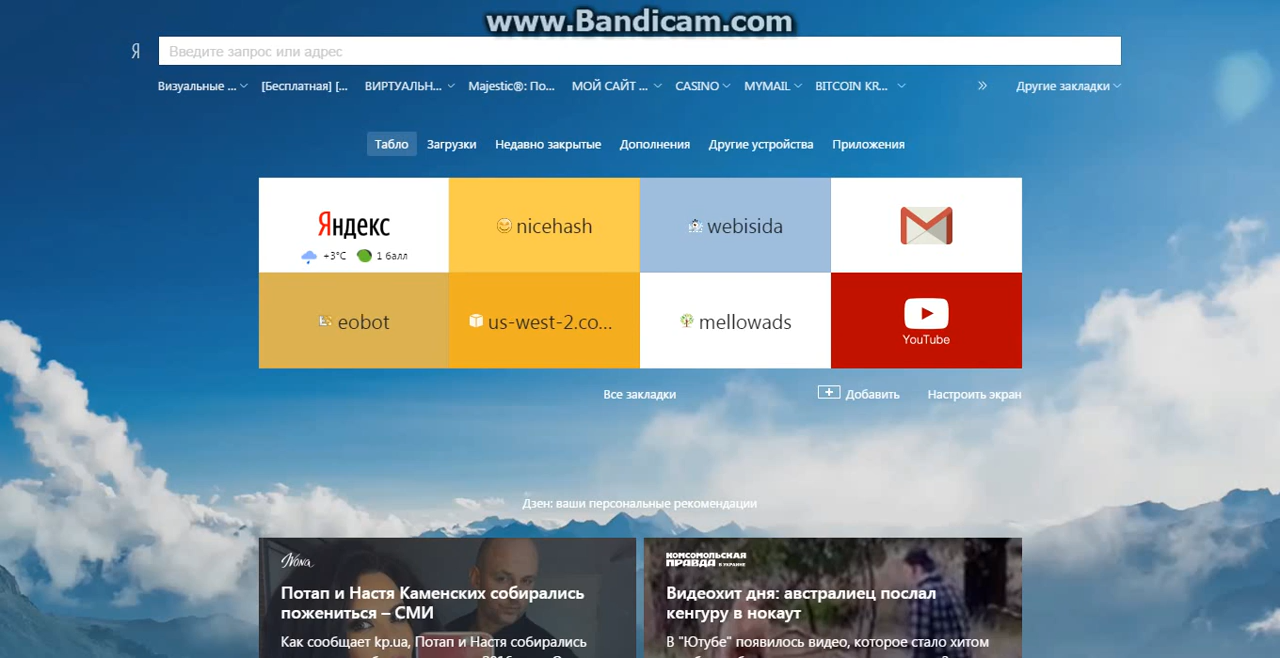 www.Bandicam.com
Я Введите запрос или адрес
Визуальные ... [Бесплатная] [... ВИРТУАЛЬН... Majestic®: По... МОЙ САЙТ ... CASINO MYMAIL BITCOIN KR... » Другие закладки
Табло Загрузки Недавно закрытые Дополнения Другие устройства Приложения
Яндекс nicehash webisida
+3°C 1 балл
eobot us-west-2.co... mellowads YouTube
Все закладки Добавить Настроить экран
Дзен: ваши персональные рекомендации
КОМСОМОЛЬСКАЯ
ПРАВДА В УКРАИНЕ
Потап и Настя Каменских собирались
пожениться – СМИ
Как сообщает kp.ua, Потап и Настя собирались
Видеохит дня: австралиец послал
кенгуру в нокаут
В "Ютубе" появилось видео, которое стало хитом